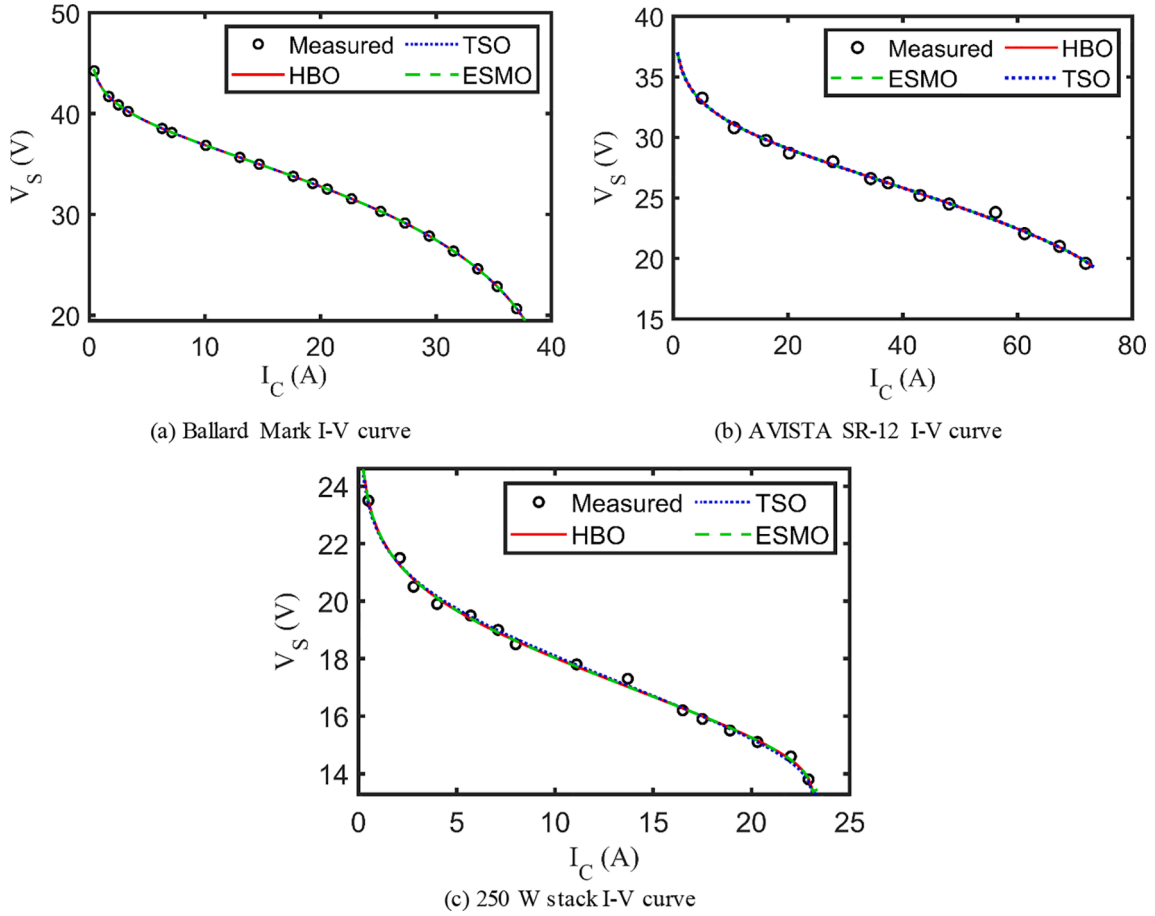 50
40
30
20
V_S (V)
Measured TSO
HBO ESMO
0 10 20 30 40
I_C (A)
(a) Ballard Mark I-V curve
40
35
30
25
20
15
V_S (V)
Measured HBO
ESMO TSO
0 20 40 60 80
I_C (A)
(b) AVISTA SR-12 I-V curve
24
22
20
18
16
14
V_S (V)
Measured TSO
HBO ESMO
0 5 10 15 20 25
I_C (A)
(c) 250 W stack I-V curve